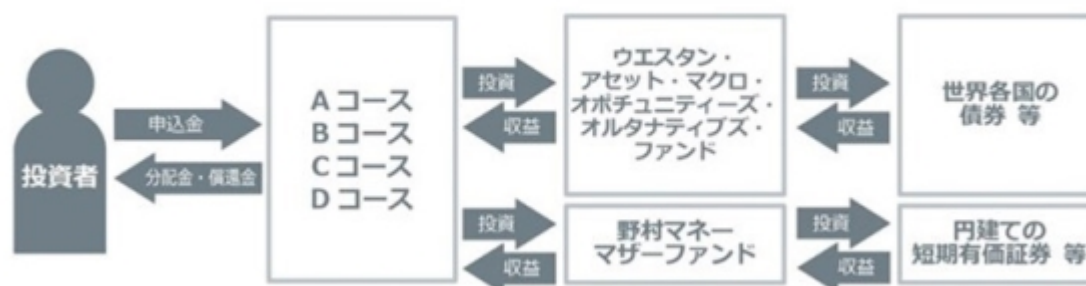 投資者
申込金
分配金・償還金
A コース
B コース
C コース
D コース
投資
収益
ウエスタン・
アセット・マクロ・
オポチュニティーズ・
オルタナティブズ・
ファンド
投資
収益
世界各国の
債券 等
投資
収益
野村マネー
マザーファンド
投資
収益
円建ての
短期有価証券 等